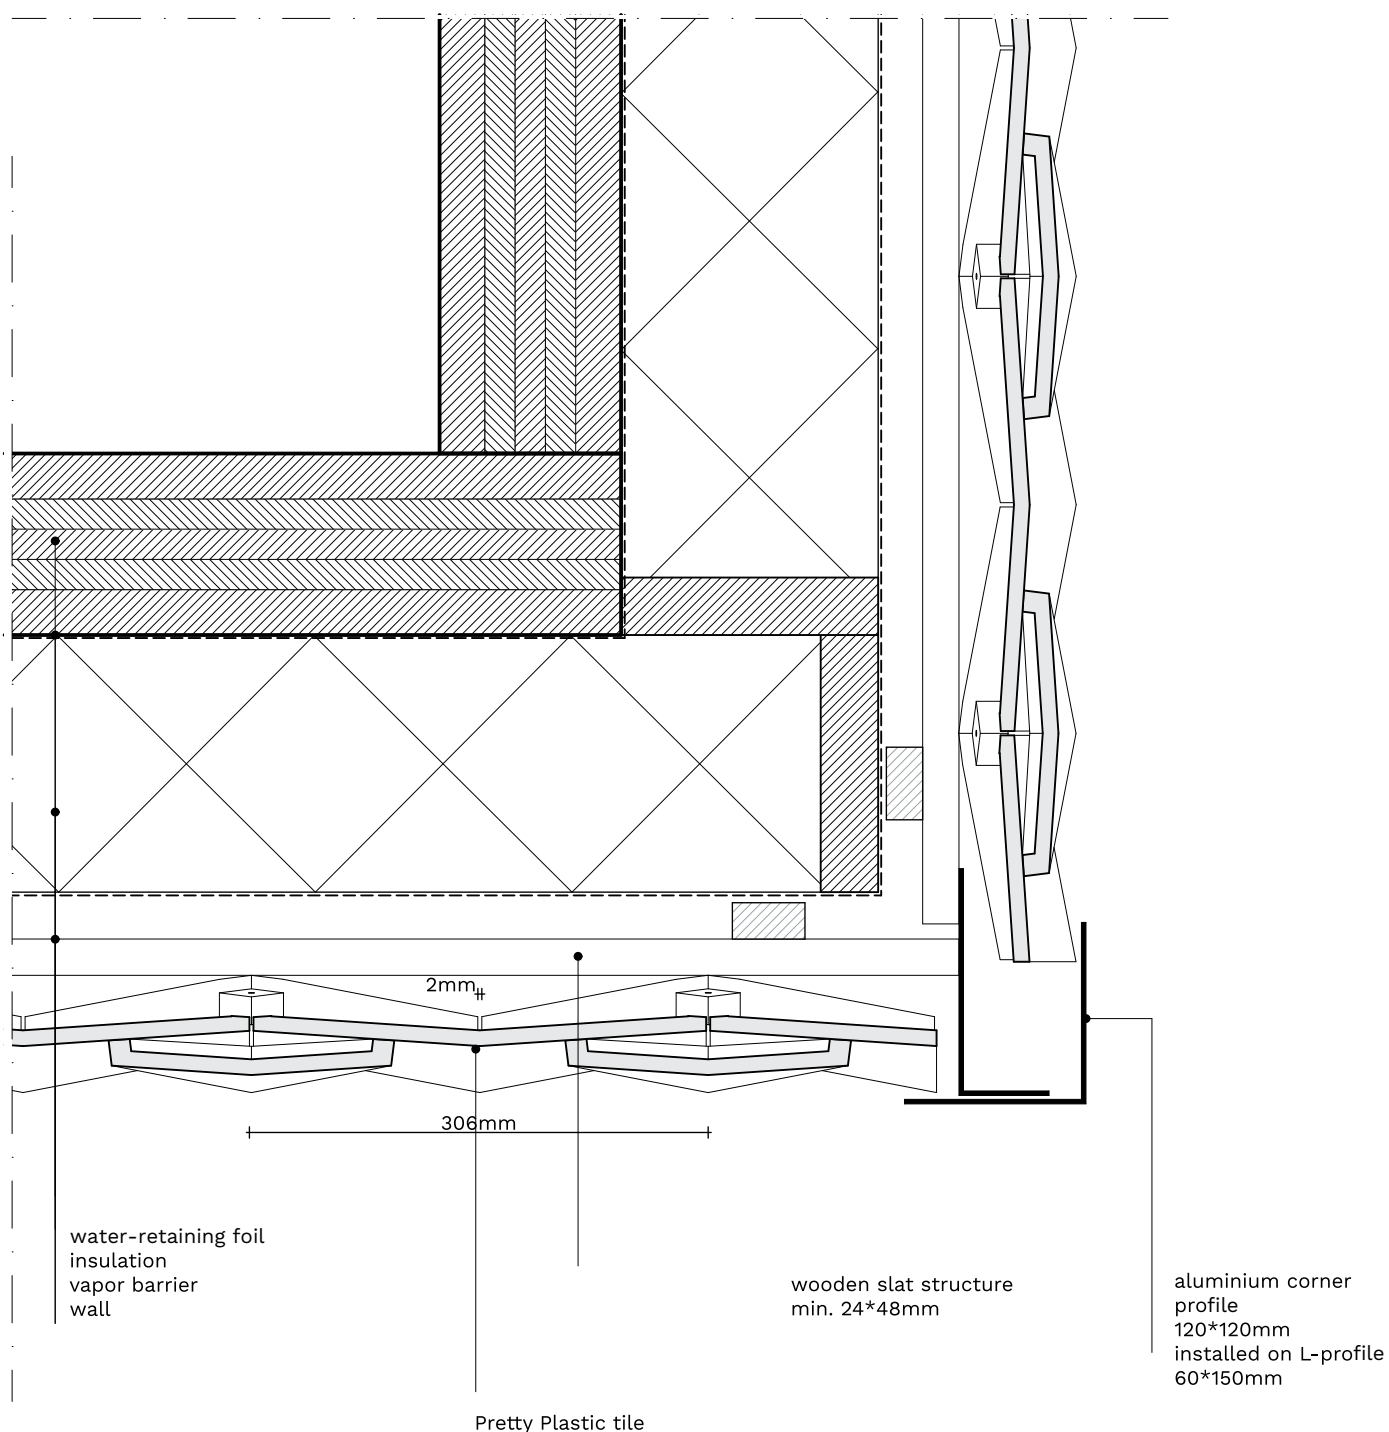 2mm
306mm
water-retaining foil
insulation
vapor barrier
wall
wooden slat structure
min. 24*48mm
aluminium corner
profile
120*120mm
installed on L-profile
60*150mm
Pretty Plastic tile